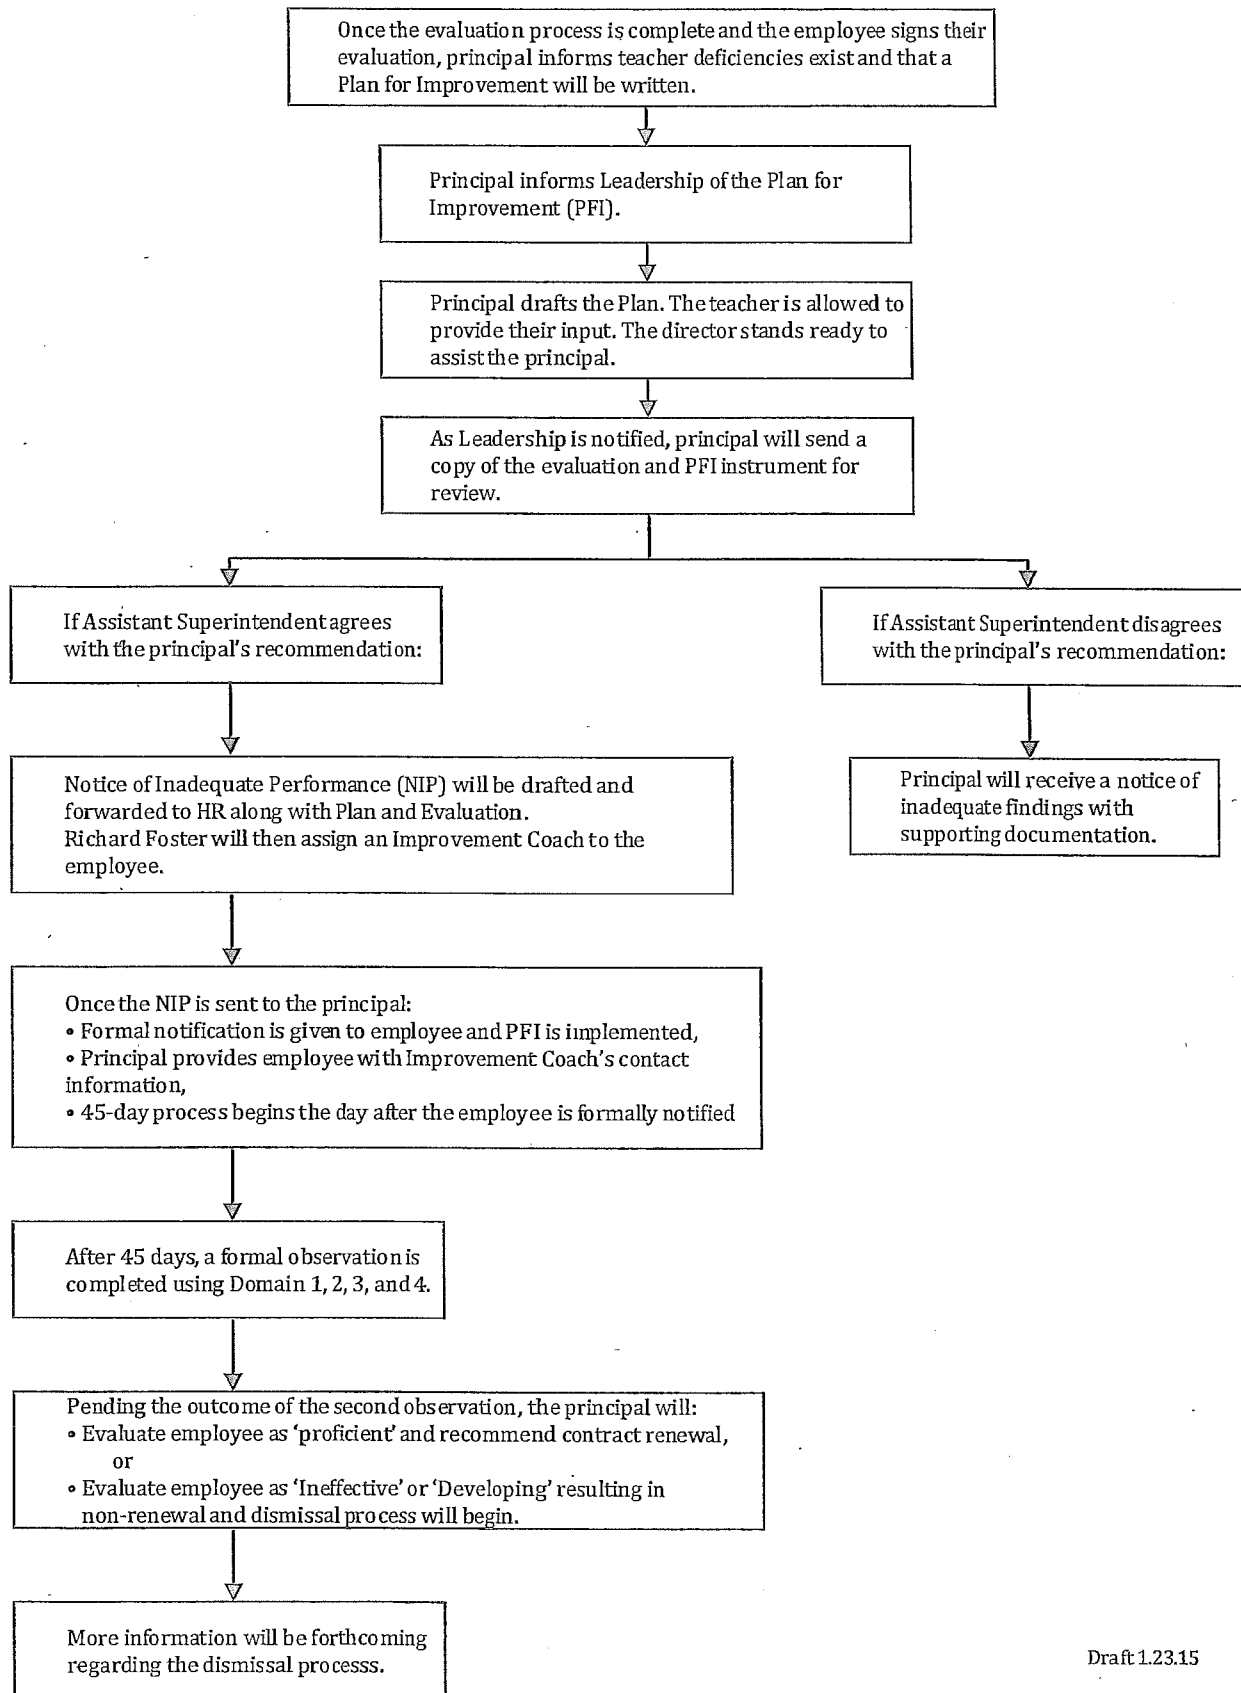 Once the evaluation process is complete and the employee signs their
evaluation, principal informs teacher deficiencies exist and that a
Plan for Improvement will be written.
Principal informs Leadership of the Plan for
Improvement (PFI).
Principal drafts the Plan. The teacher is allowed to
provide their input. The director stands ready to
assist the principal.
As Leadership is notified, principal will send a
copy of the evaluation and PFI instrument for
review.
If Assistant Superintendent agrees
with the principal's recommendation:
If Assistant Superintendent disagrees
with the principal's recommendation:
Notice of Inadequate Performance (NIP) will be drafted and
forwarded to HR along with Plan and Evaluation.
Richard Foster will then assign an Improvement Coach to the
employee.
Principal will receive a notice of
inadequate findings with
supporting documentation.
Once the NIP is sent to the principal:
• Formal notification is given to employee and PFI is implemented,
• Principal provides employee with Improvement Coach's contact
information,
• 45-day process begins the day after the employee is formally notified
After 45 days, a formal observation is
completed using Domain 1, 2, 3, and 4.
Pending the outcome of the second observation, the principal will:
• Evaluate employee as 'proficient' and recommend contract renewal,
or
• Evaluate employee as 'Ineffective' or 'Developing' resulting in
non-renewal and dismissal process will begin.
More information will be forthcoming
regarding the dismissal processs.
Draft 1.23.15